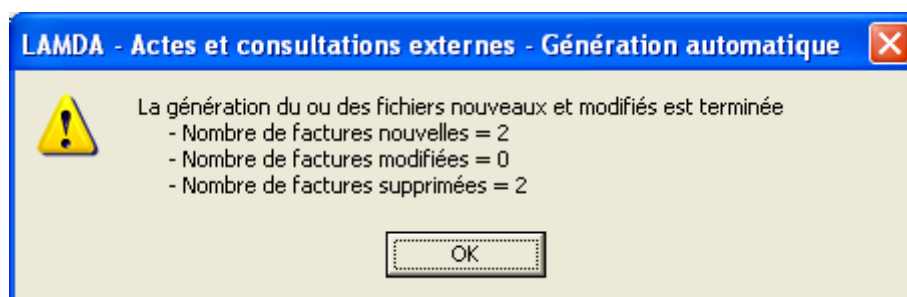 LAMDA - Actes et consultations externes - Génération automatique
La génération du ou des fichiers nouveaux et modifiés est terminée
- Nombre de factures nouvelles = 2
- Nombre de factures modifiées = 0
- Nombre de factures supprimées = 2
OK